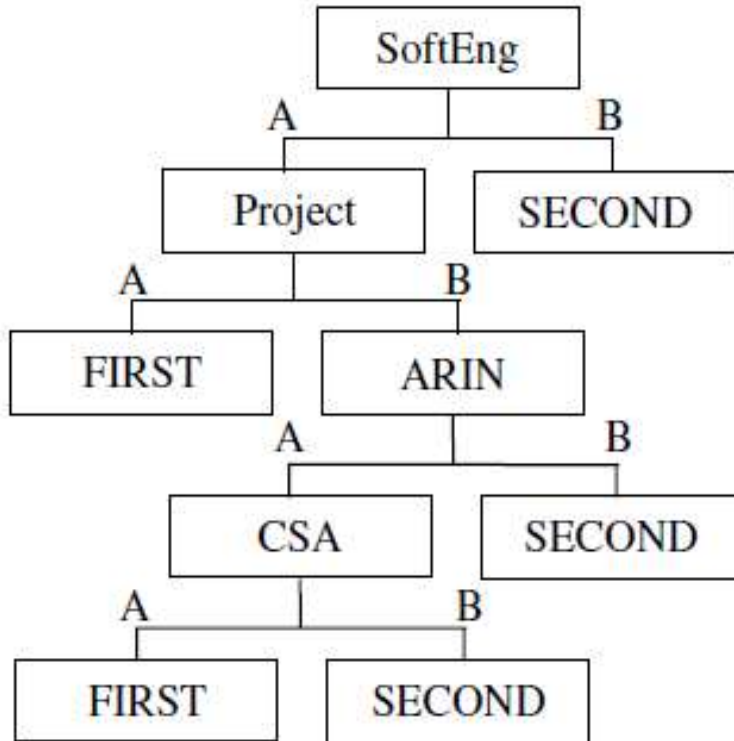 SoftEng
A B
Project SECOND
A B
FIRST ARIN
A B
CSA SECOND
A B
FIRST SECOND